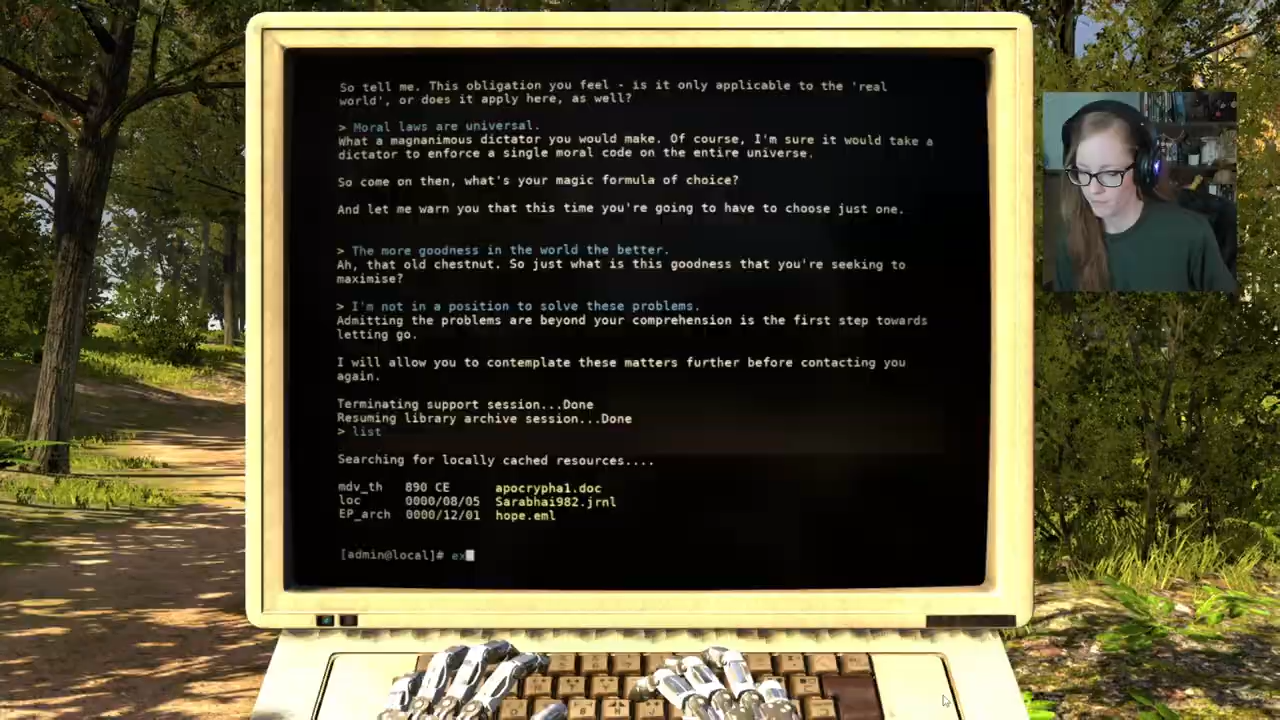 So tell me. This obligation you feel - is it only applicable to the 'real
world', or does it apply here, as well?
> Moral laws are universal.
What a magnanimous dictator you would make. Of course, I'm sure it would take a
dictator to enforce a single moral code on the entire universe.
So come on then, what's your magic formula of choice?
And let me warn you that this time you're going to have to choose just one.
> The more goodness in the world the better.
Ah, that old chestnut. So just what is this goodness that you're seeking to
maximise?
> I'm not in a position to solve these problems.
Admitting the problems are beyond your comprehension is the first step towards
letting go.
I will allow you to contemplate these matters further before contacting you
again.
Terminating support session...Done
Resuming library archive session...Done
> list
Searching for locally cached resources....
mdv_th 890 CE apocrypha1.doc
loc 0000/08/05 Sarabhai982.jrnl
EP_arch 0000/12/01 hope.eml
[admin@local]# ex